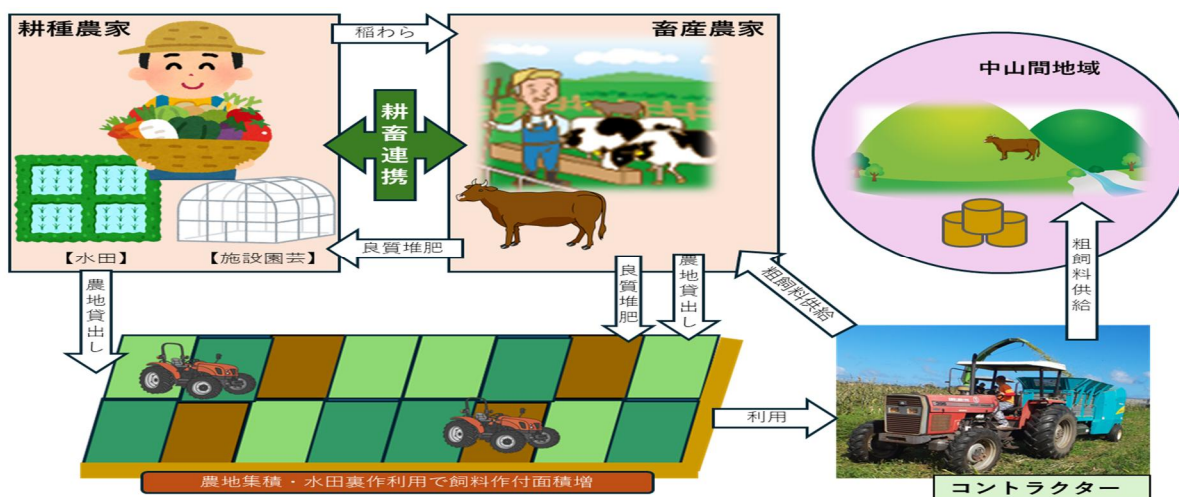 耕種農家
稲わら
畜産農家
中山間地域
耕畜連携
良質堆肥
【水田】
【施設園芸】
農地貸出し
良質堆肥
農地貸出し
粗飼料供給
粗飼料供給
利用
農地集積・水田裏作利用で飼料作付面積増
コントラクター